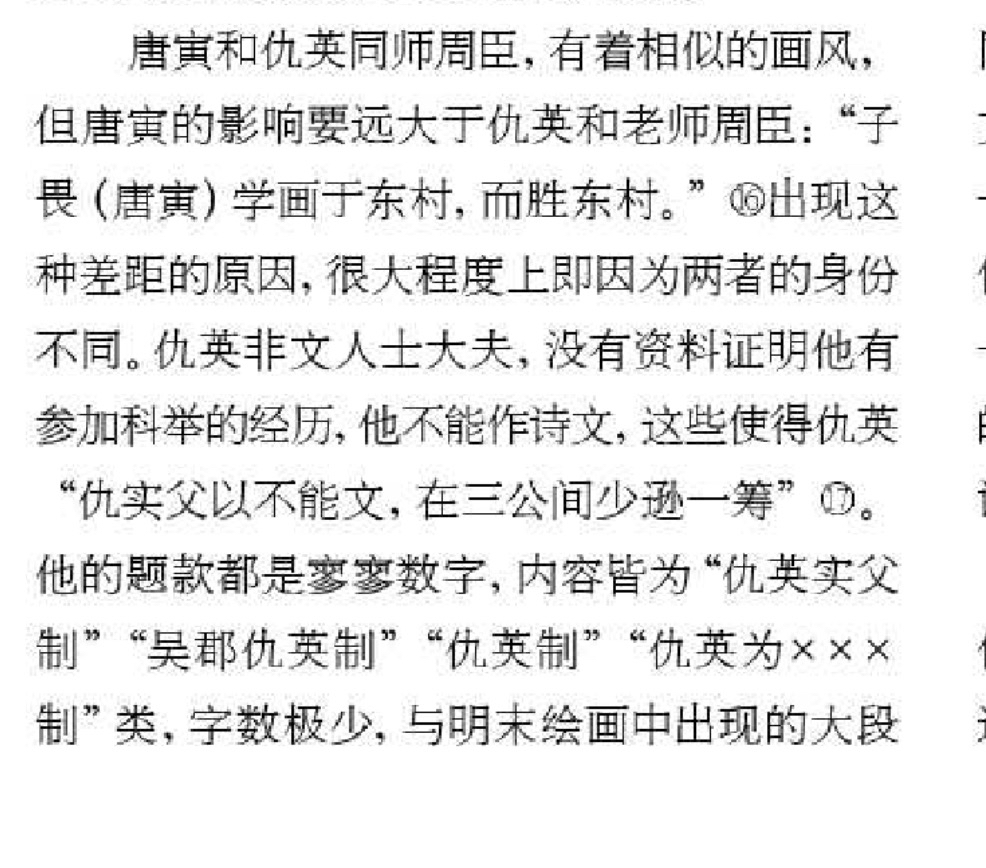 唐寅和仇英同师周臣，有着相似的画风，
但唐寅的影响要远大于仇英和老师周臣：“子
畏（唐寅）学画于东村，而胜东村。”⑯出现这
种差距的原因，很大程度上即因为两者的身份
不同。仇英非文人士大夫，没有资料证明他有
参加科举的经历，他不能作诗文，这些使得仇英
“仇实父以不能文，在三公间少逊一筹”⑰。
他的题款都是寥寥数字，内容皆为“仇英实父
制”“吴郡仇英制”“仇英制”“仇英为×××
制”类，字数极少，与明末绘画中出现的大段